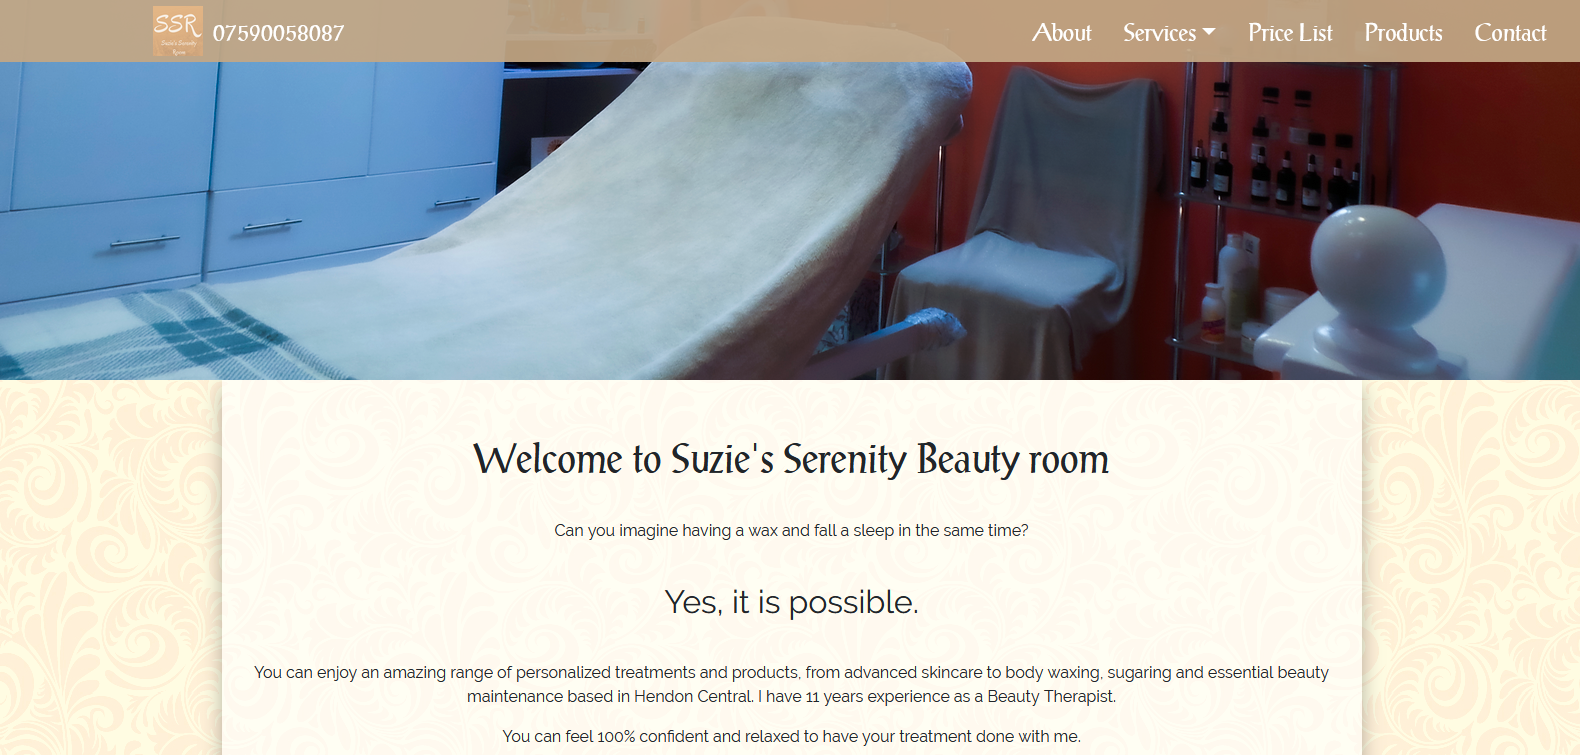 SSR
Suzie's Serenity
Room
07590058087
About
Services
Price List
Products
Contact
Welcome to Suzie's Serenity Beauty room
Can you imagine having a wax and fall a sleep in the same time?
Yes, it is possible.
You can enjoy an amazing range of personalized treatments and products, from advanced skincare to body waxing, sugaring and essential beauty
maintenance based in Hendon Central. I have 11 years experience as a Beauty Therapist.
You can feel 100% confident and relaxed to have your treatment done with me.